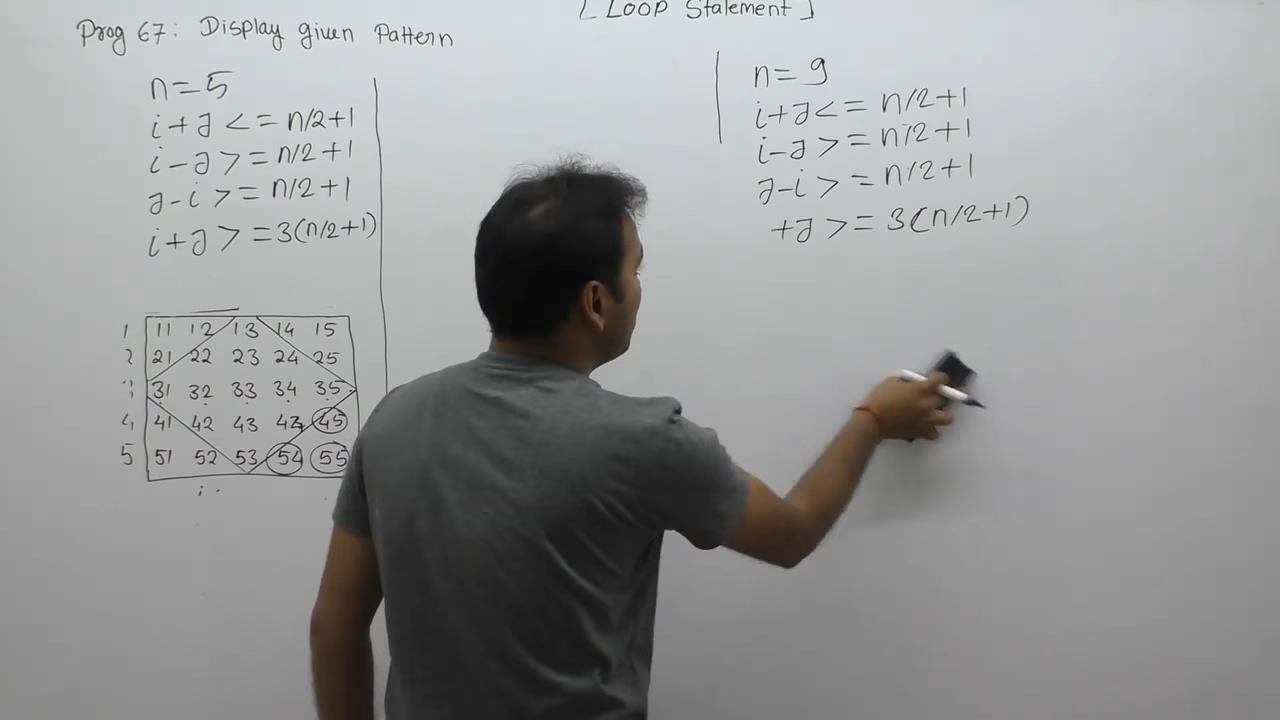 [ Loop Statement ]
Prog 67: Display given Pattern
n = 5
i + J <= n/2+1
i - J >= n/2+1
J - i >= n/2+1
i + J >= 3(n/2+1)
1 11 12 13 14 15
2 21 22 23 24 25
3 31 32 33 34 35
4 41 42 43 44 45
5 51 52 53 54 55
n = 9
i + J <= n/2+1
i - J >= n/2+1
J - i >= n/2+1
+ J >= 3(n/2+1)